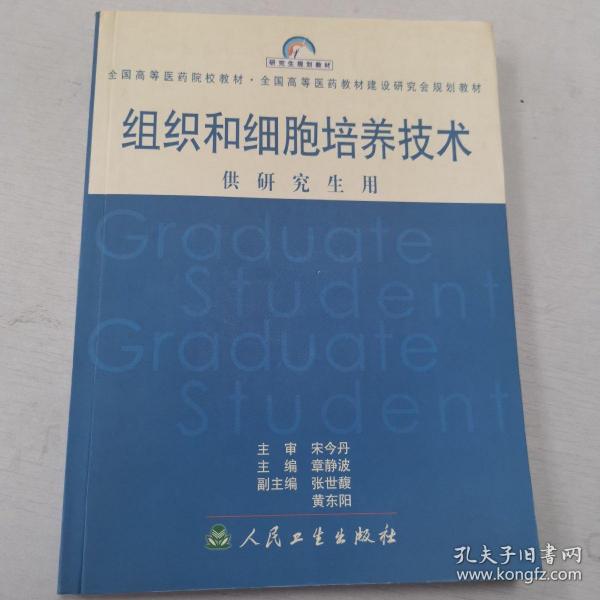 研究生规划教材
全国高等医药院校教材·全国高等医药教材建设研究会规划教材
组织和细胞培养技术
供研究生用
Graduate
Student
Graduate
Student
主 审 宋今丹
主 编 章静波
副主编 张世馥
黄东阳
人民卫生出版社
孔夫子旧书网
www.kongfz.com